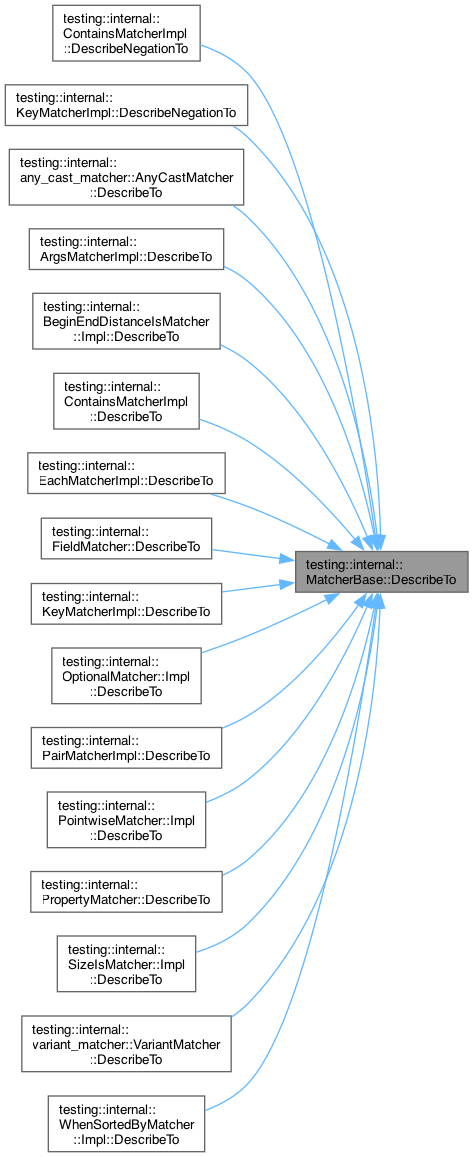 testing::internal::
ContainsMatcherImpl
::DescribeNegationTo
testing::internal::
KeyMatcherImpl::DescribeNegationTo
testing::internal::
any_cast_matcher::AnyCastMatcher
::DescribeTo
testing::internal::
ArgsMatcherImpl::DescribeTo
testing::internal::
BeginEndDistanceIsMatcher
::Impl::DescribeTo
testing::internal::
ContainsMatcherImpl
::DescribeTo
testing::internal::
EachMatcherImpl::DescribeTo
testing::internal::
FieldMatcher::DescribeTo
testing::internal::
MatcherBase::DescribeTo
testing::internal::
KeyMatcherImpl::DescribeTo
testing::internal::
OptionalMatcher::Impl
::DescribeTo
testing::internal::
PairMatcherImpl::DescribeTo
testing::internal::
PointwiseMatcher::Impl
::DescribeTo
testing::internal::
PropertyMatcher::DescribeTo
testing::internal::
SizeIsMatcher::Impl
::DescribeTo
testing::internal::
variant_matcher::VariantMatcher
::DescribeTo
testing::internal::
WhenSortedByMatcher
::Impl::DescribeTo